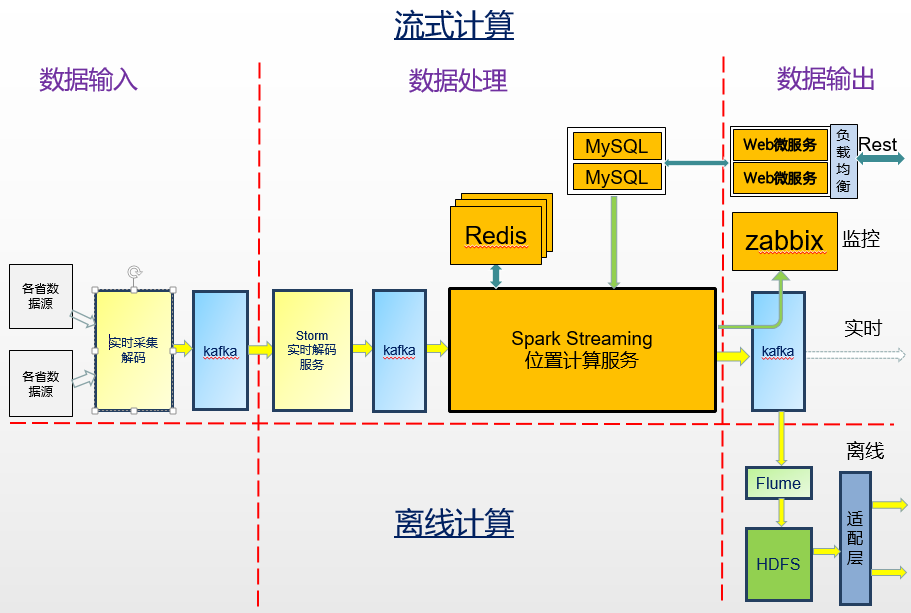 流式计算
数据输入
数据处理
数据输出
MySQL
MySQL
Web微服务
Web微服务
负
载
均
衡
Rest
Redis
zabbix
监控
各省数
据源
各省数
据源
实时采集
解码
kafka
Storm
实时解码
服务
kafka
Spark Streaming
位置计算服务
kafka
实时
离线计算
离线
Flume
HDFS
适
配
层